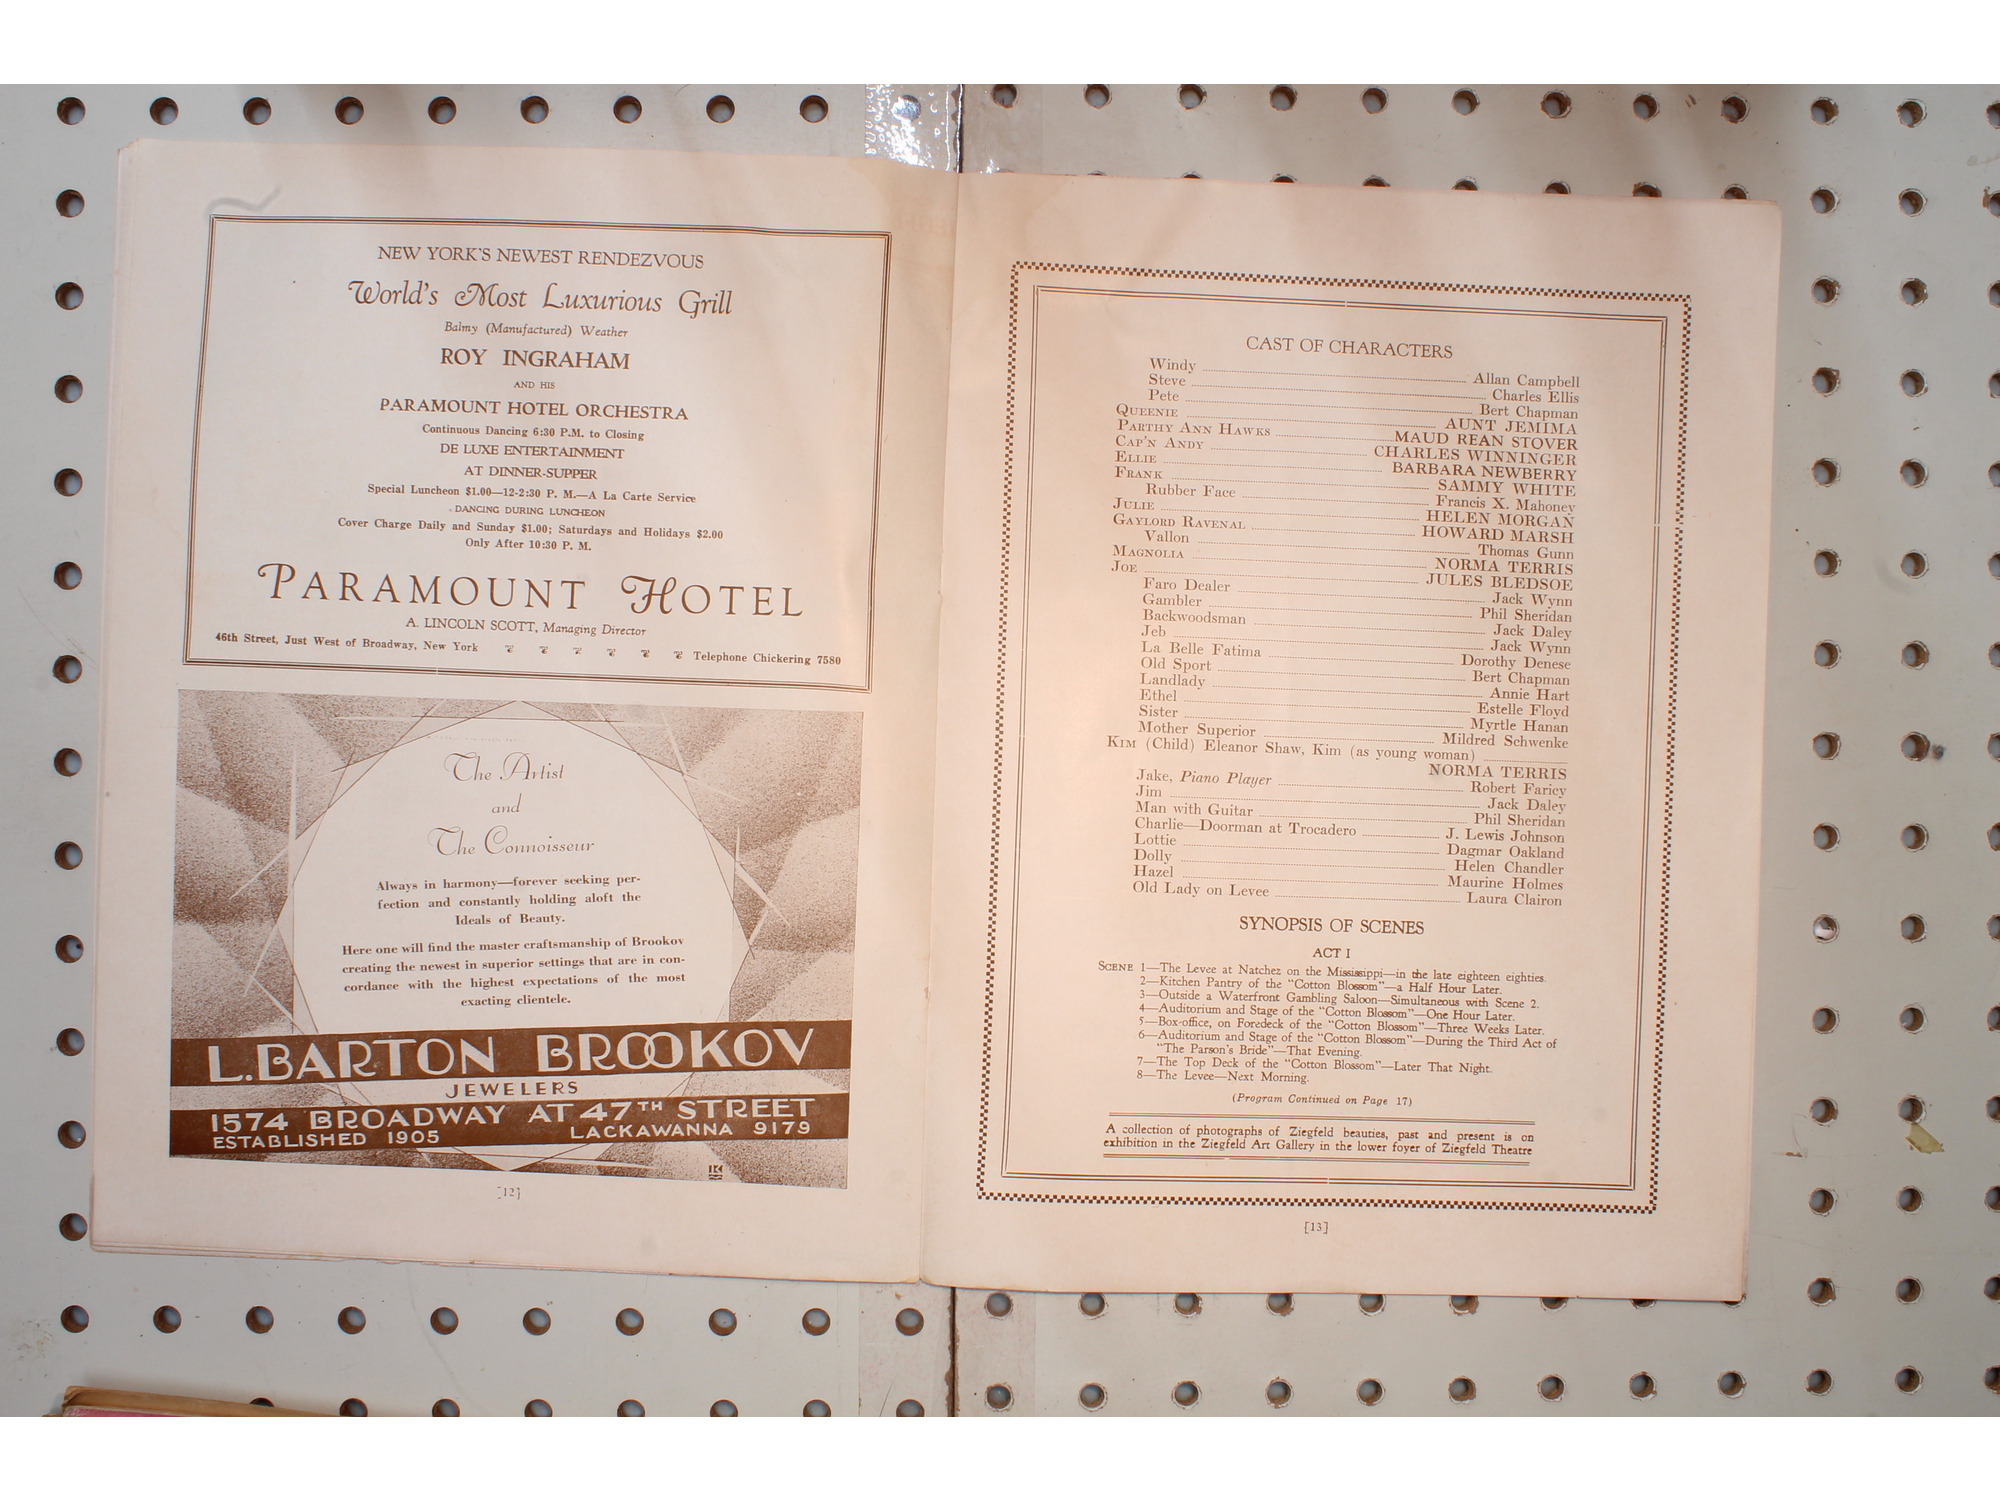 NEW YORK'S NEWEST RENDEZVOUS
World's Most Luxurious Grill
Balmy (Manufactured) Weather
ROY INGRAHAM
AND HIS
PARAMOUNT HOTEL ORCHESTRA
Continuous Dancing 6:30 P.M. to Closing
DE LUXE ENTERTAINMENT
AT DINNER-SUPPER
Special Luncheon $1.00—12-2:30 P. M.—A La Carte Service
DANCING DURING LUNCHEON
Cover Charge Daily and Sunday $1.00; Saturdays and Holidays $2.00
Only After 10:30 P. M.
PARAMOUNT HOTEL
A. LINCOLN SCOTT, Managing Director
46th Street, Just West of Broadway, New York Telephone Chickering 7580
The Artist
and
The Connoisseur
Always in harmony—forever seeking per-
fection and constantly holding aloft the
Ideals of Beauty.
Here one will find the master craftsmanship of Brookov
creating the newest in superior settings that are in con-
cordance with the highest expectations of the most
exacting clientele.
L. BARTON BROOKOV
JEWELERS
1574 BROADWAY AT 47TH STREET
ESTABLISHED 1905 LACKAWANNA 9179
[12]
CAST OF CHARACTERS
Windy Allan Campbell
Steve Charles Ellis
Pete Bert Chapman
QUEENIE AUNT JEMIMA
PARTHY ANN HAWKS MAUD REAN STOVER
CAP'N ANDY CHARLES WINNINGER
ELLIE BARBARA NEWBERRY
FRANK SAMMY WHITE
Rubber Face Francis X. Mahoney
JULIE HELEN MORGAN
GAYLORD RAVENAL HOWARD MARSH
Vallon Thomas Gunn
MAGNOLIA NORMA TERRIS
JOE JULES BLEDSOE
Faro Dealer Jack Wynn
Gambler Phil Sheridan
Backwoodsman Jack Daley
Jeb Jack Wynn
La Belle Fatima Dorothy Denese
Old Sport Bert Chapman
Landlady Annie Hart
Ethel Estelle Floyd
Sister Myrtle Hanan
Mother Superior Mildred Schwenke
KIM (Child) Eleanor Shaw, Kim (as young woman)
NORMA TERRIS
Jake, Piano Player Robert Faricy
Jim Jack Daley
Man with Guitar Phil Sheridan
Charlie—Doorman at Trocadero J. Lewis Johnson
Lottie Dagmar Oakland
Dolly Helen Chandler
Hazel Maurine Holmes
Old Lady on Levee Laura Clairon
SYNOPSIS OF SCENES
ACT I
SCENE 1—The Levee at Natchez on the Mississippi—in the late eighteen eighties.
2—Kitchen Pantry of the "Cotton Blossom"—a Half Hour Later.
3—Outside a Waterfront Gambling Saloon—Simultaneous with Scene 2.
4—Auditorium and Stage of the "Cotton Blossom"—One Hour Later.
5—Box-office, on Foredeck of the "Cotton Blossom"—Three Weeks Later.
6—Auditorium and Stage of the "Cotton Blossom"—During the Third Act of
"The Parson's Bride"—That Evening.
7—The Top Deck of the "Cotton Blossom"—Later That Night.
8—The Levee—Next Morning.
(Program Continued on Page 17)
A collection of photographs of Ziegfeld beauties, past and present is on
exhibition in the Ziegfeld Art Gallery in the lower foyer of Ziegfeld Theatre
[13]